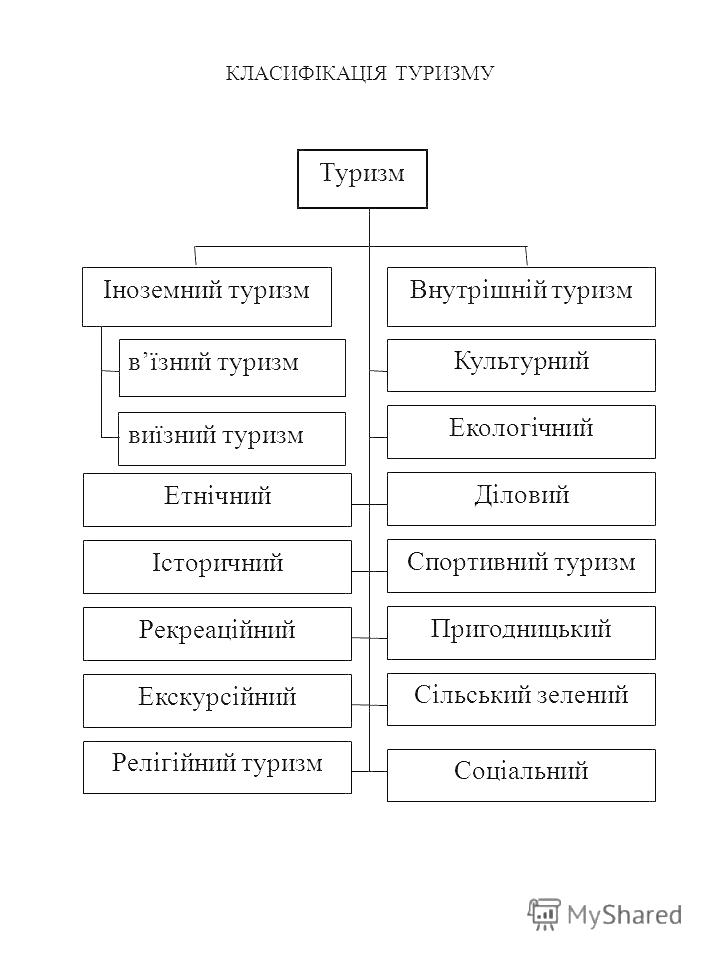 КЛАСИФІКАЦІЯ ТУРИЗМУ
Туризм
Іноземний туризм
Внутрішній туризм
в’їзний туризм
Культурний
виїзний туризм
Екологічний
Етнічний
Діловий
Історичний
Спортивний туризм
Рекреаційний
Пригодницький
Екскурсійний
Сільський зелений
Релігійний туризм
Соціальний
MyShared